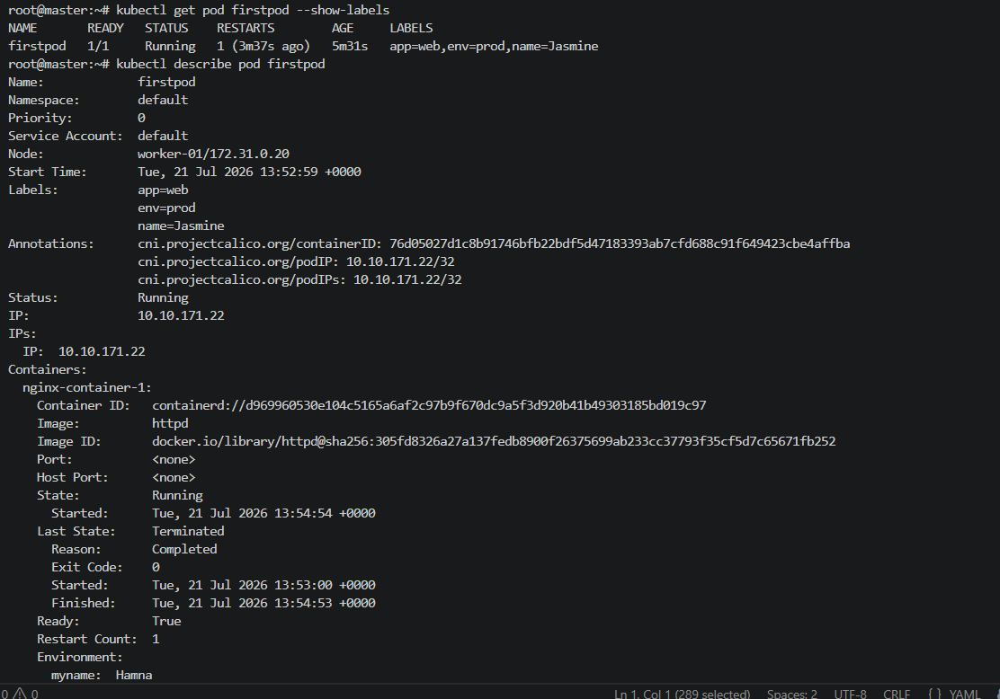 root@master:~# kubectl get pod firstpod --show-labels
NAME       READY   STATUS    RESTARTS        AGE     LABELS
firstpod   1/1     Running   1 (3m37s ago)   5m31s   app=web,env=prod,name=Jasmine
root@master:~# kubectl describe pod firstpod
Name:             firstpod
Namespace:        default
Priority:         0
Service Account:  default
Node:             worker-01/172.31.0.20
Start Time:       Tue, 21 Jul 2026 13:52:59 +0000
Labels:           app=web
                  env=prod
                  name=Jasmine
Annotations:      cni.projectcalico.org/containerID: 76d05027d1c8b91746bfb22bdf5d47183393ab7cfd688c91f649423cbe4affba
                  cni.projectcalico.org/podIP: 10.10.171.22/32
                  cni.projectcalico.org/podIPs: 10.10.171.22/32
Status:           Running
IP:               10.10.171.22
IPs:
  IP:  10.10.171.22
Containers:
  nginx-container-1:
    Container ID:   containerd://d969960530e104c5165a6af2c97b9f670dc9a5f3d920b41b49303185bd019c97
    Image:          httpd
    Image ID:       docker.io/library/httpd@sha256:305fd8326a27a137fedb8900f26375699ab233cc37793f35cf5d7c65671fb252
    Port:           <none>
    Host Port:      <none>
    State:          Running
      Started:      Tue, 21 Jul 2026 13:54:54 +0000
    Last State:     Terminated
      Reason:       Completed
      Exit Code:    0
      Started:      Tue, 21 Jul 2026 13:53:00 +0000
      Finished:     Tue, 21 Jul 2026 13:54:53 +0000
    Ready:          True
    Restart Count:  1
    Environment:
      myname:  Hamna
0 0 Ln 1, Col 1 (289 selected) Spaces: 2 UTF-8 CRLF { } YAML